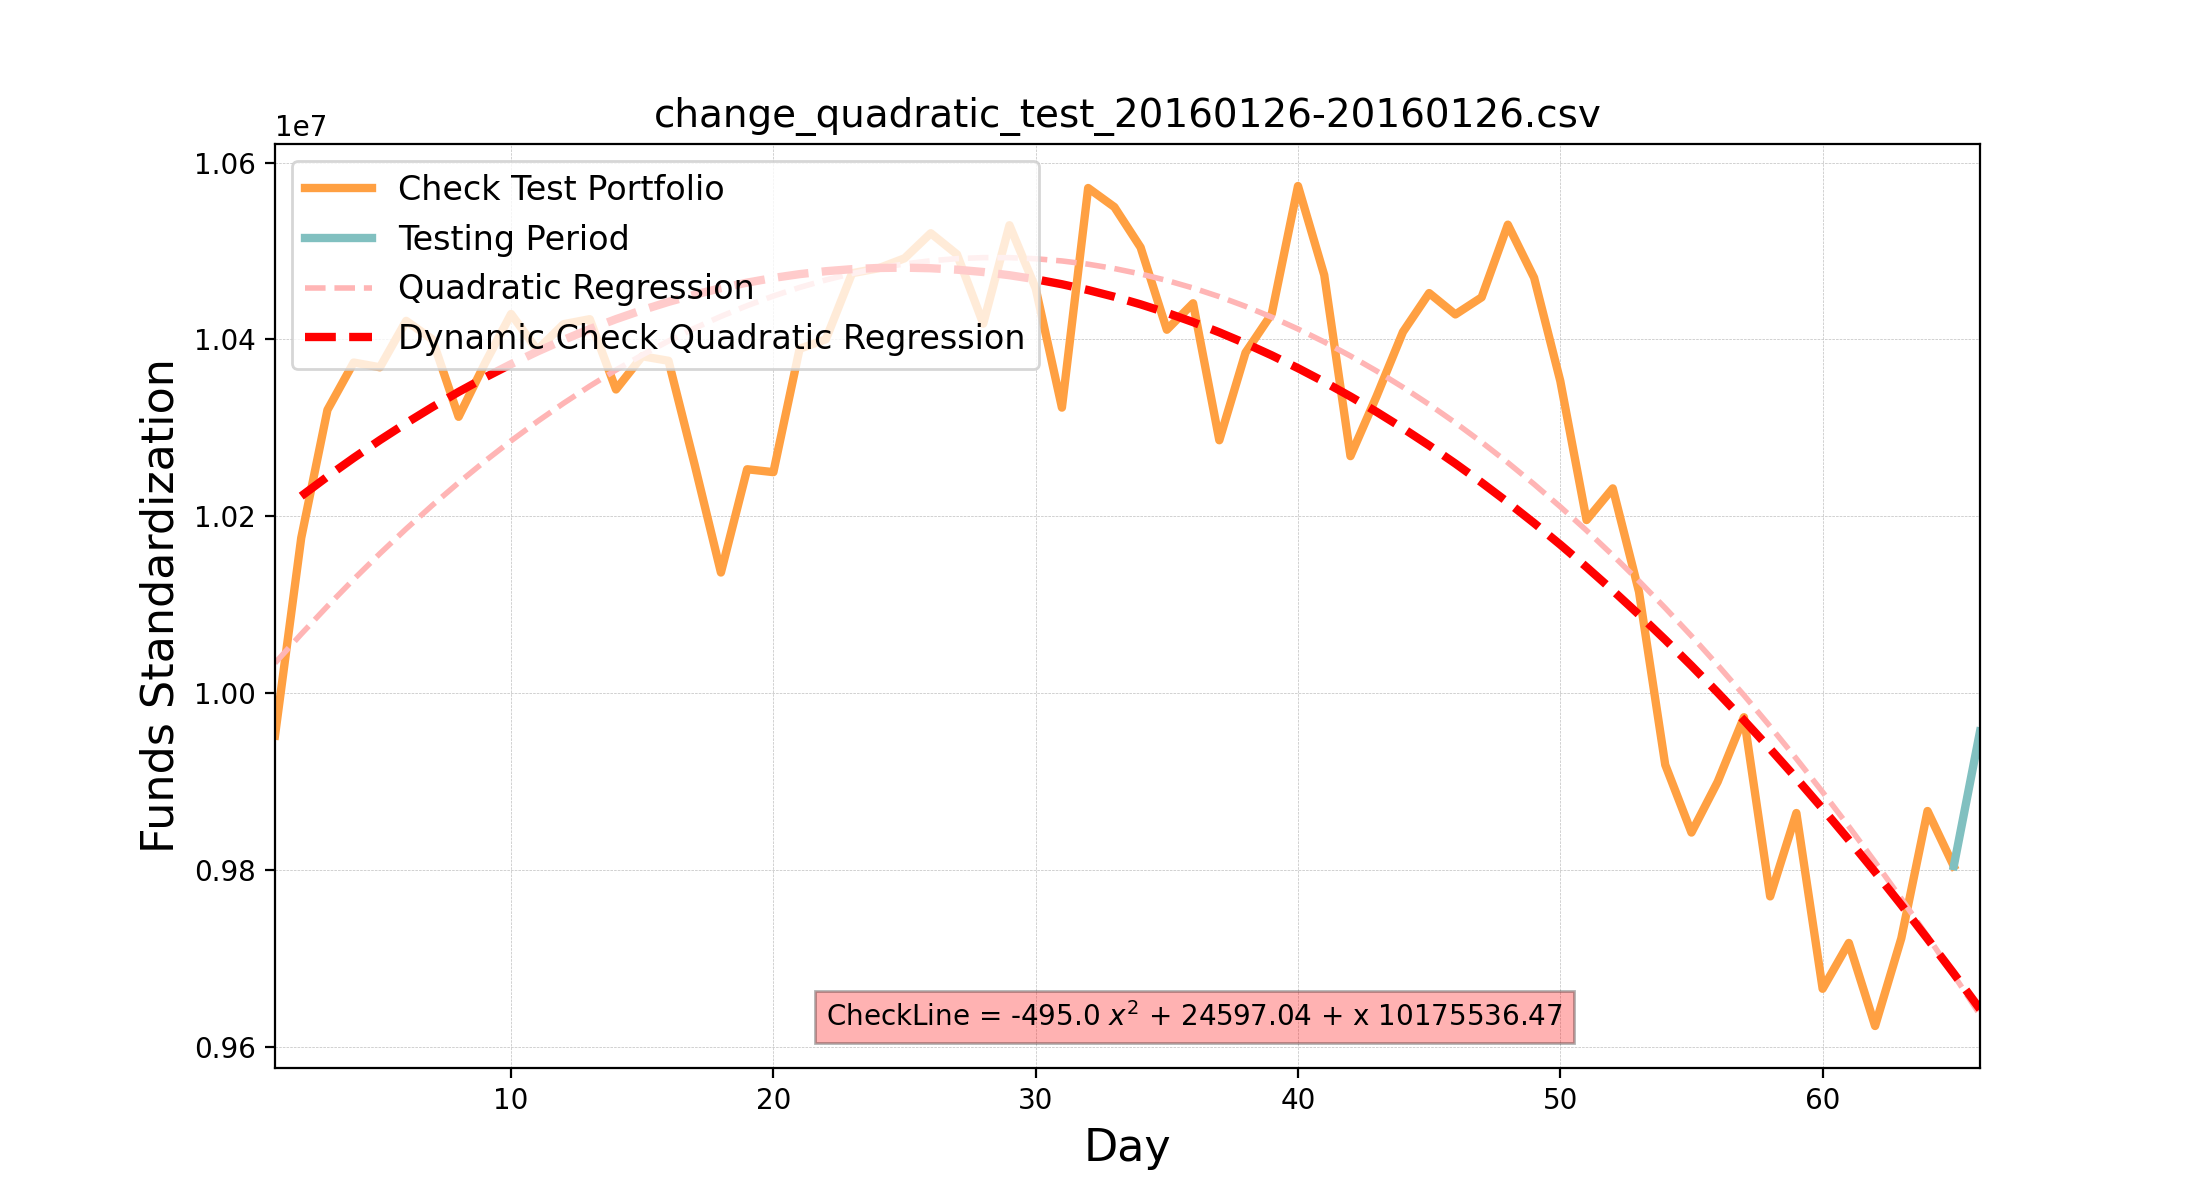 change_quadratic_test_20160126-20160126.csv
1e7
1.06
1.04
1.02
1.00
0.98
0.96
Funds Standardization
Check Test Portfolio
Testing Period
Quadratic Regression
Dynamic Check Quadratic Regression
CheckLine = -495.0 x² + 24597.04 + x 10175536.47
10 20 30 40 50 60
Day